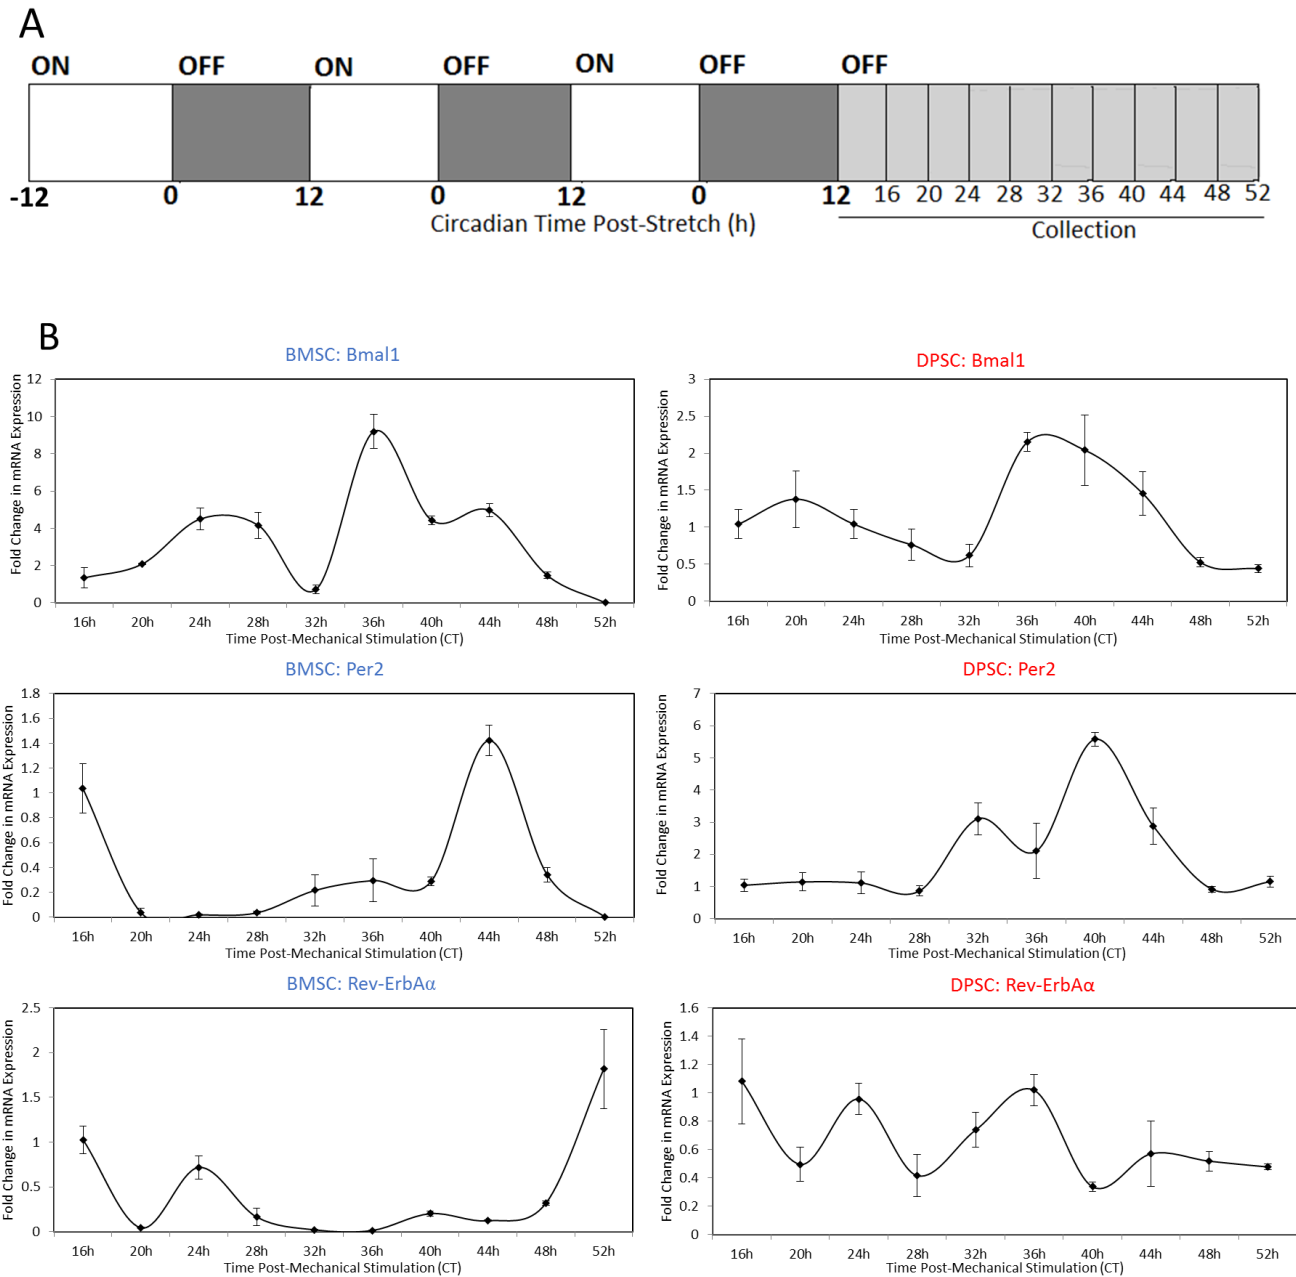 A
ON OFF ON OFF ON OFF OFF
-12 0 12 0 12 0 12 16 20 24 28 32 36 40 44 48 52
Circadian Time Post-Stretch (h)
Collection
B
BMSC: Bmal1
Fold Change in mRNA Expression
12
10
8
6
4
2
0
16h 20h 24h 28h 32h 36h 40h 44h 48h 52h
Time Post-Mechanical Stimulation (CT)
DPSC: Bmal1
Fold Change in mRNA Expression
3
2.5
2
1.5
1
0.5
0
16h 20h 24h 28h 32h 36h 40h 44h 48h 52h
Time Post-Mechanical Stimulation (CT)
BMSC: Per2
Fold Change in mRNA Expression
1.8
1.6
1.4
1.2
1
0.8
0.6
0.4
0.2
0
16h 20h 24h 28h 32h 36h 40h 44h 48h 52h
Time Post-Mechanical Stimulation (CT)
DPSC: Per2
Fold Change in mRNA Expression
7
6
5
4
3
2
1
0
16h 20h 24h 28h 32h 36h 40h 44h 48h 52h
Time Post-Mechanical Stimulation (CT)
BMSC: Rev-ErbAα
Fold Change in mRNA Expression
2.5
2
1.5
1
0.5
0
16h 20h 24h 28h 32h 36h 40h 44h 48h 52h
Time Post-Mechanical Stimulation (CT)
DPSC: Rev-ErbAα
Fold Change in mRNA Expression
1.6
1.4
1.2
1
0.8
0.6
0.4
0.2
0
16h 20h 24h 28h 32h 36h 40h 44h 48h 52h
Time Post-Mechanical Stimulation (CT)